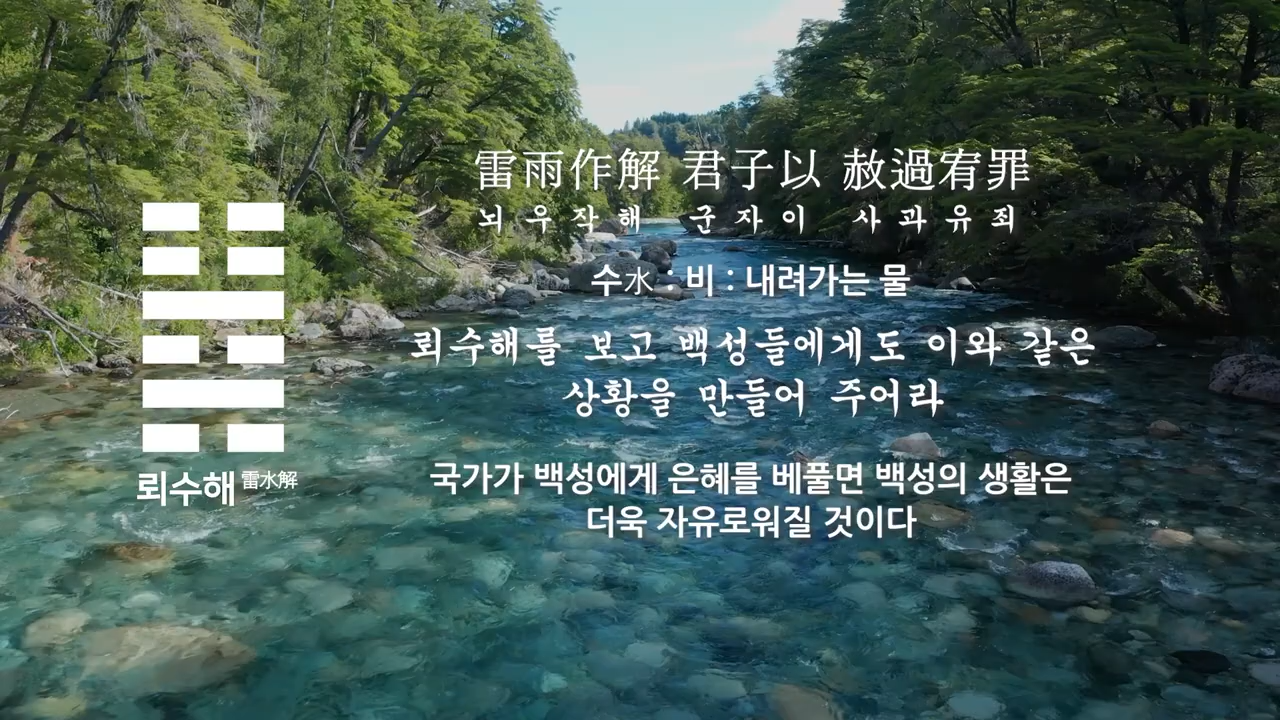 雷雨作解 君子以 赦過宥罪
뇌우작해 군자이 사과유죄
수水 : 비 : 내려가는 물
뢰수해를 보고 백성들에게도 이와 같은
상황을 만들어 주어라
국가가 백성에게 은혜를 베풀면 백성의 생활은
더욱 자유로워질 것이다
뢰수해 雷水解